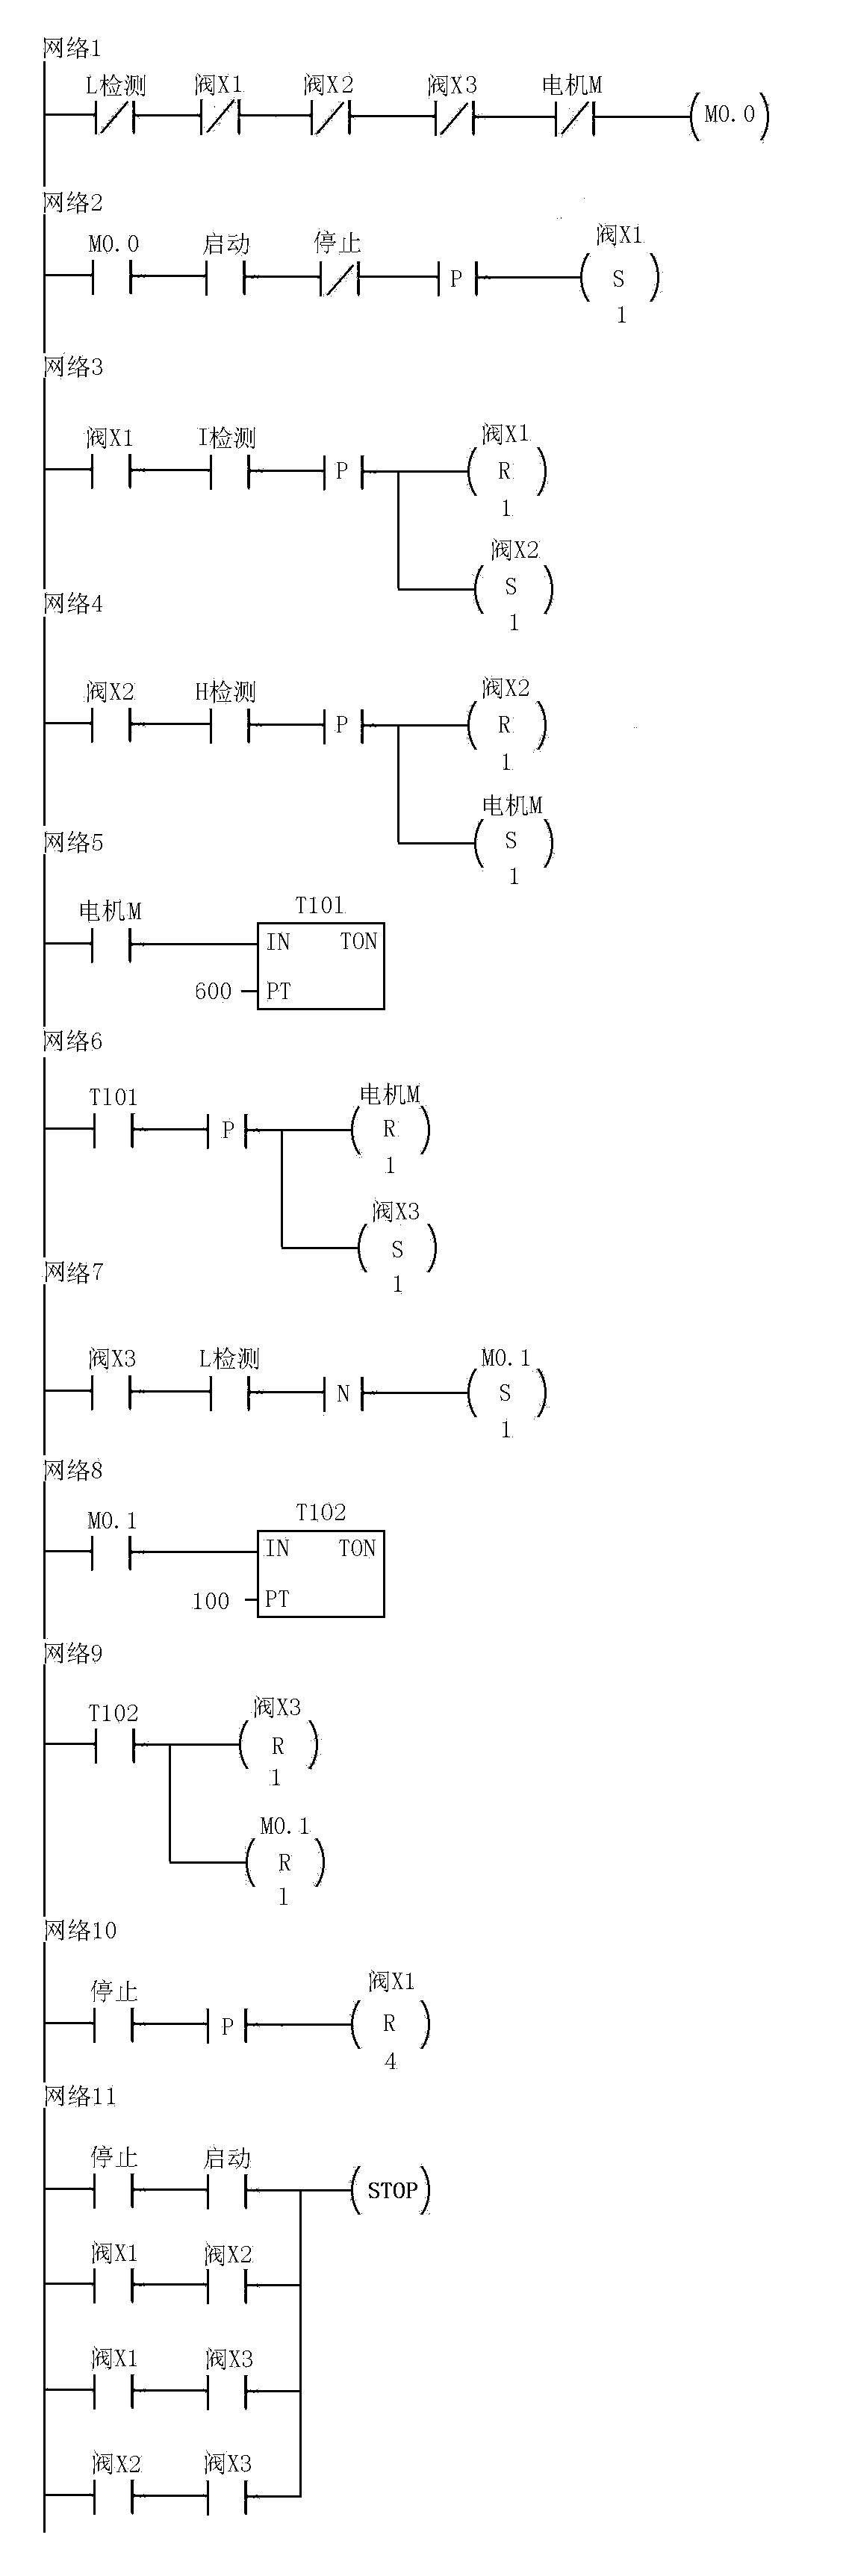 网络1
L检测 阀X1 阀X2 阀X3 电机M
M0.0
网络2
M0.0 启动 停止 阀X1
P S
1
网络3
阀X1 I检测 阀X1
P R
1
阀X2
S
1
网络4
阀X2 H检测 阀X2
P R
1
电机M
S
1
网络5
电机M T101
IN TON
600 PT
网络6
T101 电机M
P R
1
阀X3
S
1
网络7
阀X3 L检测 M0.1
N S
1
网络8
M0.1 T102
IN TON
100 PT
网络9
T102 阀X3
R
1
M0.1
R
1
网络10
停止 阀X1
P R
4
网络11
停止 启动
STOP
阀X1 阀X2
阀X1 阀X3
阀X2 阀X3